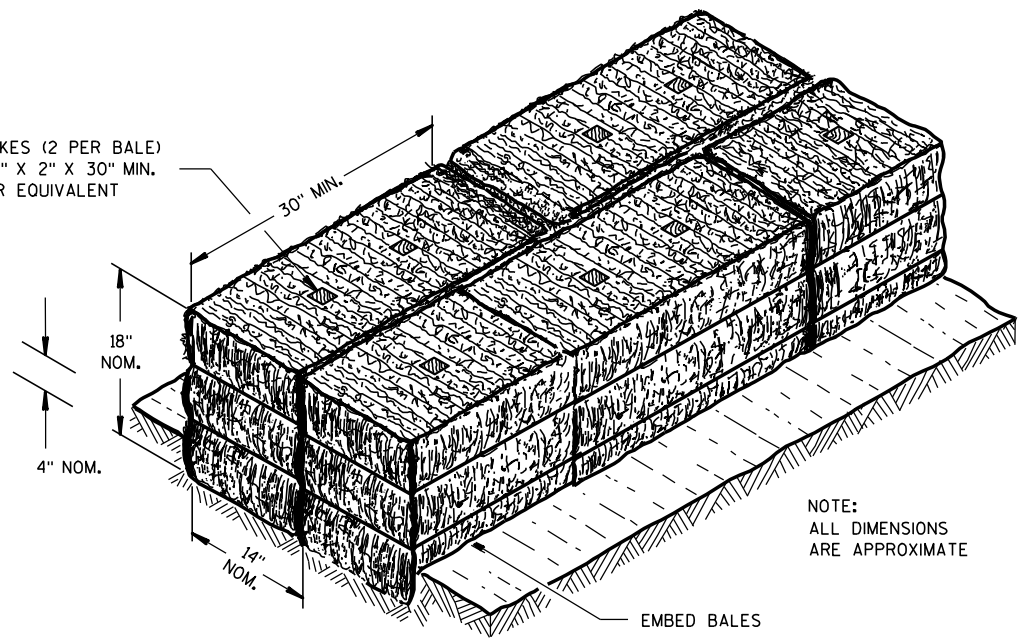 KES (2 PER BALE)
" X 2" X 30" MIN.
R EQUIVALENT
30" MIN.
18"
NOM.
4" NOM.
14"
NOM.
NOTE:
ALL DIMENSIONS
ARE APPROXIMATE
EMBED BALES